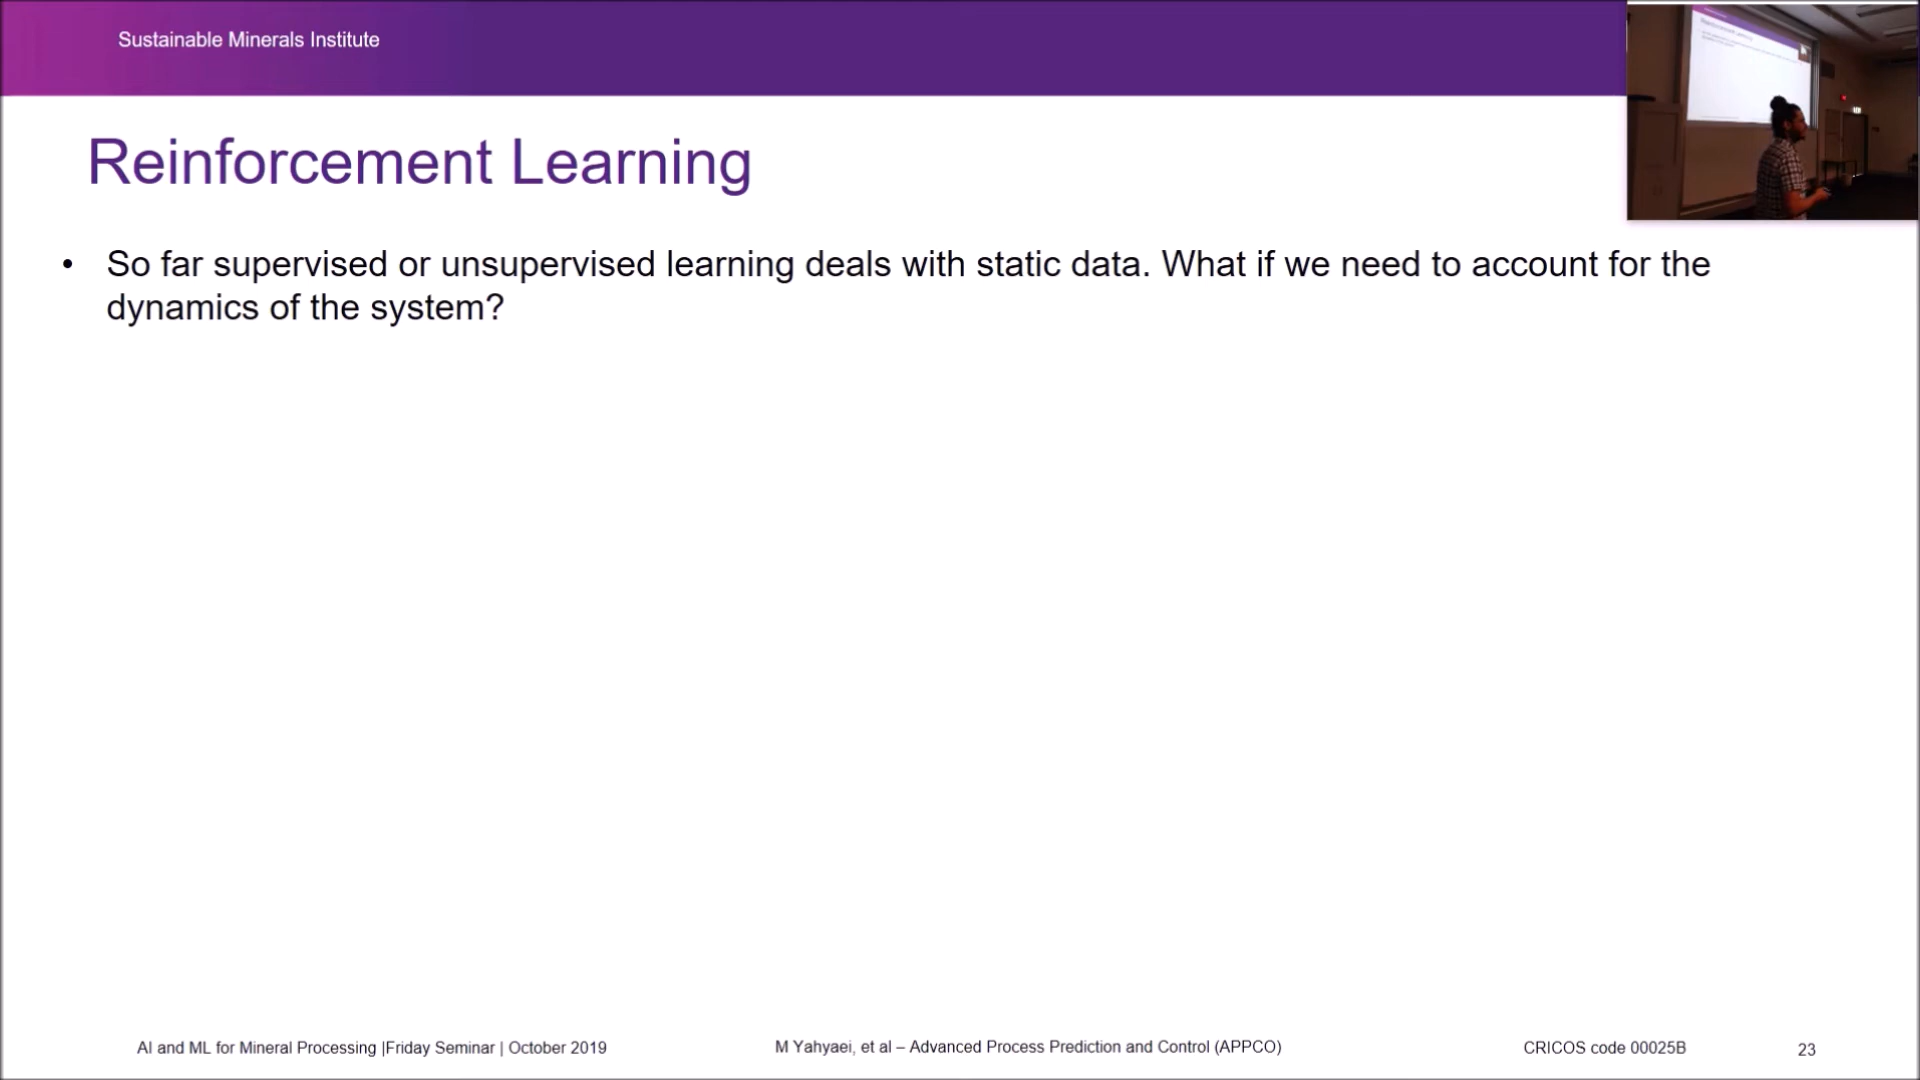 Sustainable Minerals Institute
Reinforcement Learning
• So far supervised or unsupervised learning deals with static data. What if we need to account for the
dynamics of the system?
AI and ML for Mineral Processing |Friday Seminar | October 2019
M Yahyaei, et al – Advanced Process Prediction and Control (APPCO)
CRICOS code 00025B
23